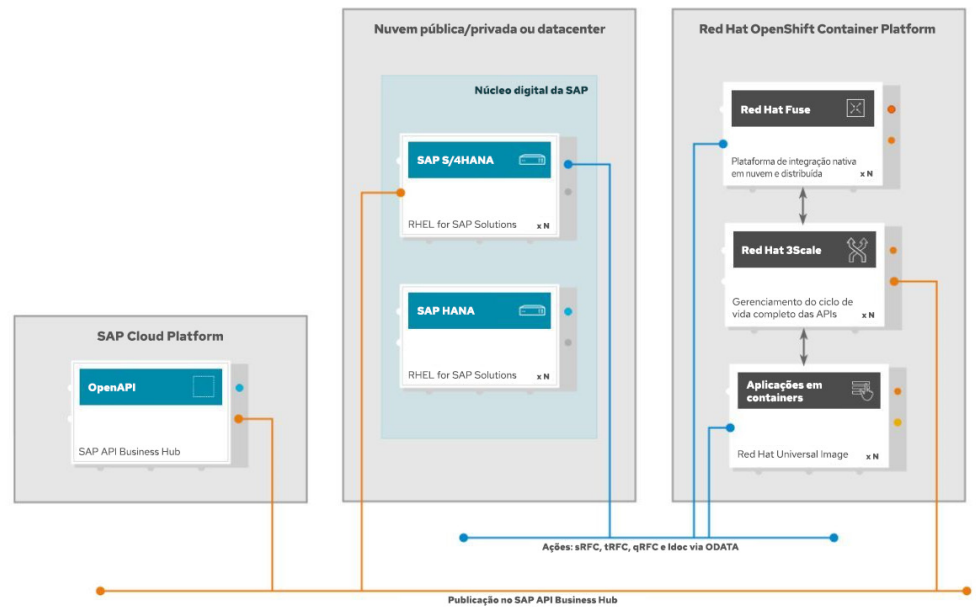 Nuvem pública/privada ou datacenter
Núcleo digital da SAP
SAP S/4HANA
RHEL for SAP Solutions x N
SAP HANA
RHEL for SAP Solutions x N
Red Hat OpenShift Container Platform
Red Hat Fuse
Plataforma de integração nativa
em nuvem e distribuída x N
Red Hat 3Scale
Gerenciamento do ciclo de
vida completo das APIs x N
Aplicações em
containers
Red Hat Universal Image x N
SAP Cloud Platform
OpenAPI
SAP API Business Hub
Ações: sRFC, tRFC, qRFC e Idoc via ODATA
Publicação no SAP API Business Hub